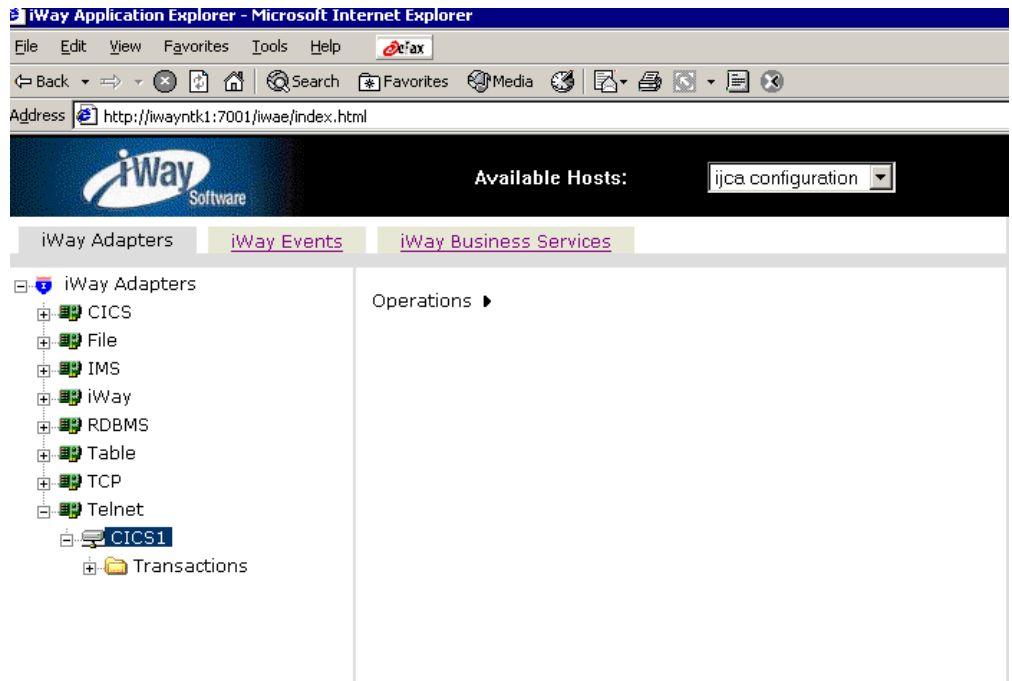 iWay Application Explorer - Microsoft Internet Explorer
File Edit View Favorites Tools Help eFax
Back Search Favorites Media
Address http://iwayntk1:7001/iwae/index.html
iWay Software Available Hosts: ijca configuration
iWay Adapters iWay Events iWay Business Services
iWay Adapters
Operations
CICS
File
IMS
iWay
RDBMS
Table
TCP
Telnet
CICS1
Transactions